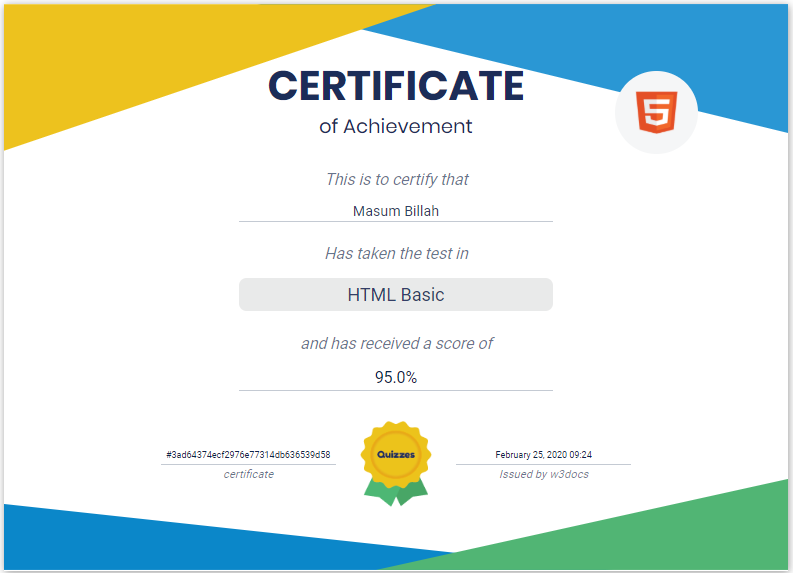 CERTIFICATE
of Achievement
This is to certify that
Masum Billah
Has taken the test in
HTML Basic
and has received a score of
95.0%
#3ad64374ecf2976e77314db636539d58
certificate
Quizzes
February 25, 2020 09:24
Issued by w3docs